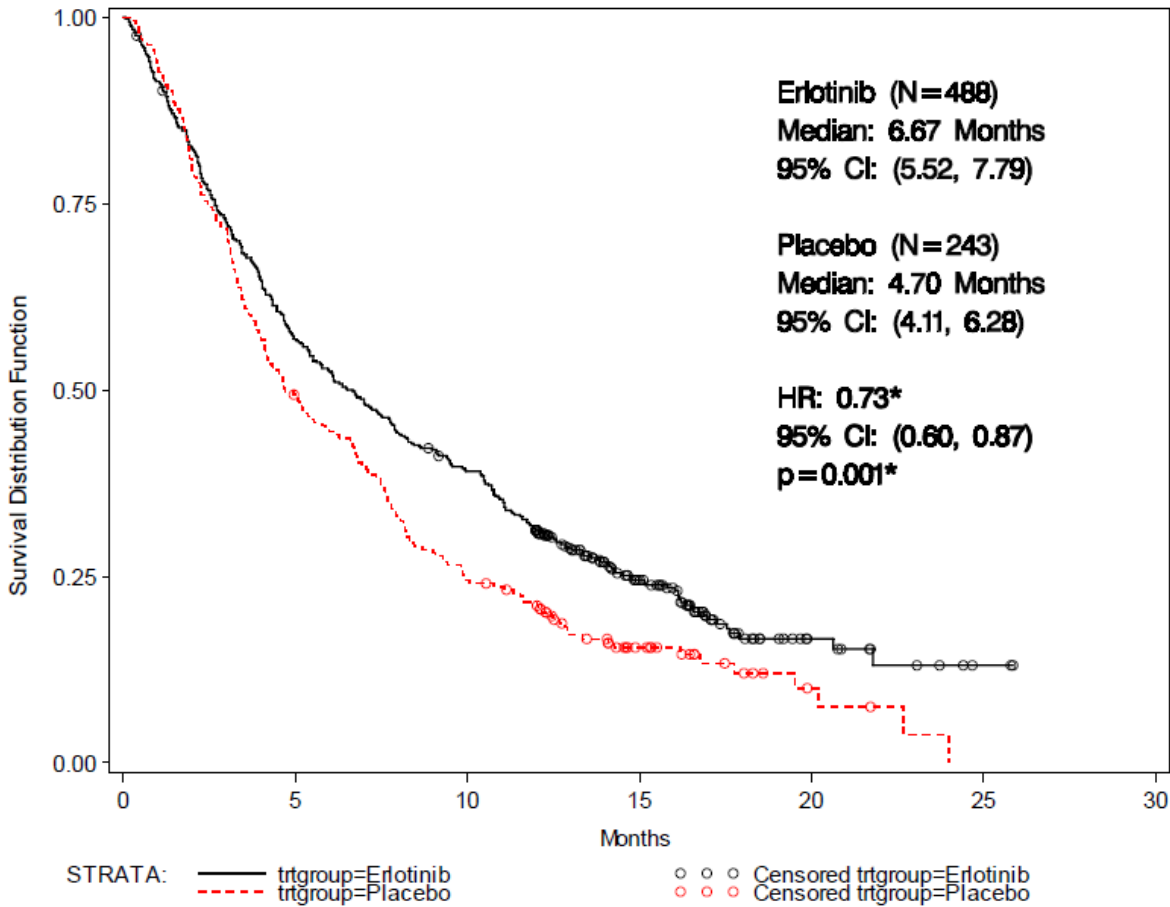 1.00
0.75
0.50
0.25
0.00
Survival Distribution Function
Erlotinib (N=488)
Median: 6.67 Months
95% CI: (5.52, 7.79)
Placebo (N=243)
Median: 4.70 Months
95% CI: (4.11, 6.28)
HR: 0.73*
95% CI: (0.60, 0.87)
p=0.001*
0 5 10 15 20 25 30
Months
STRATA: trtgroup=Erlotinib Censored trtgroup=Erlotinib
trtgroup=Placebo Censored trtgroup=Placebo